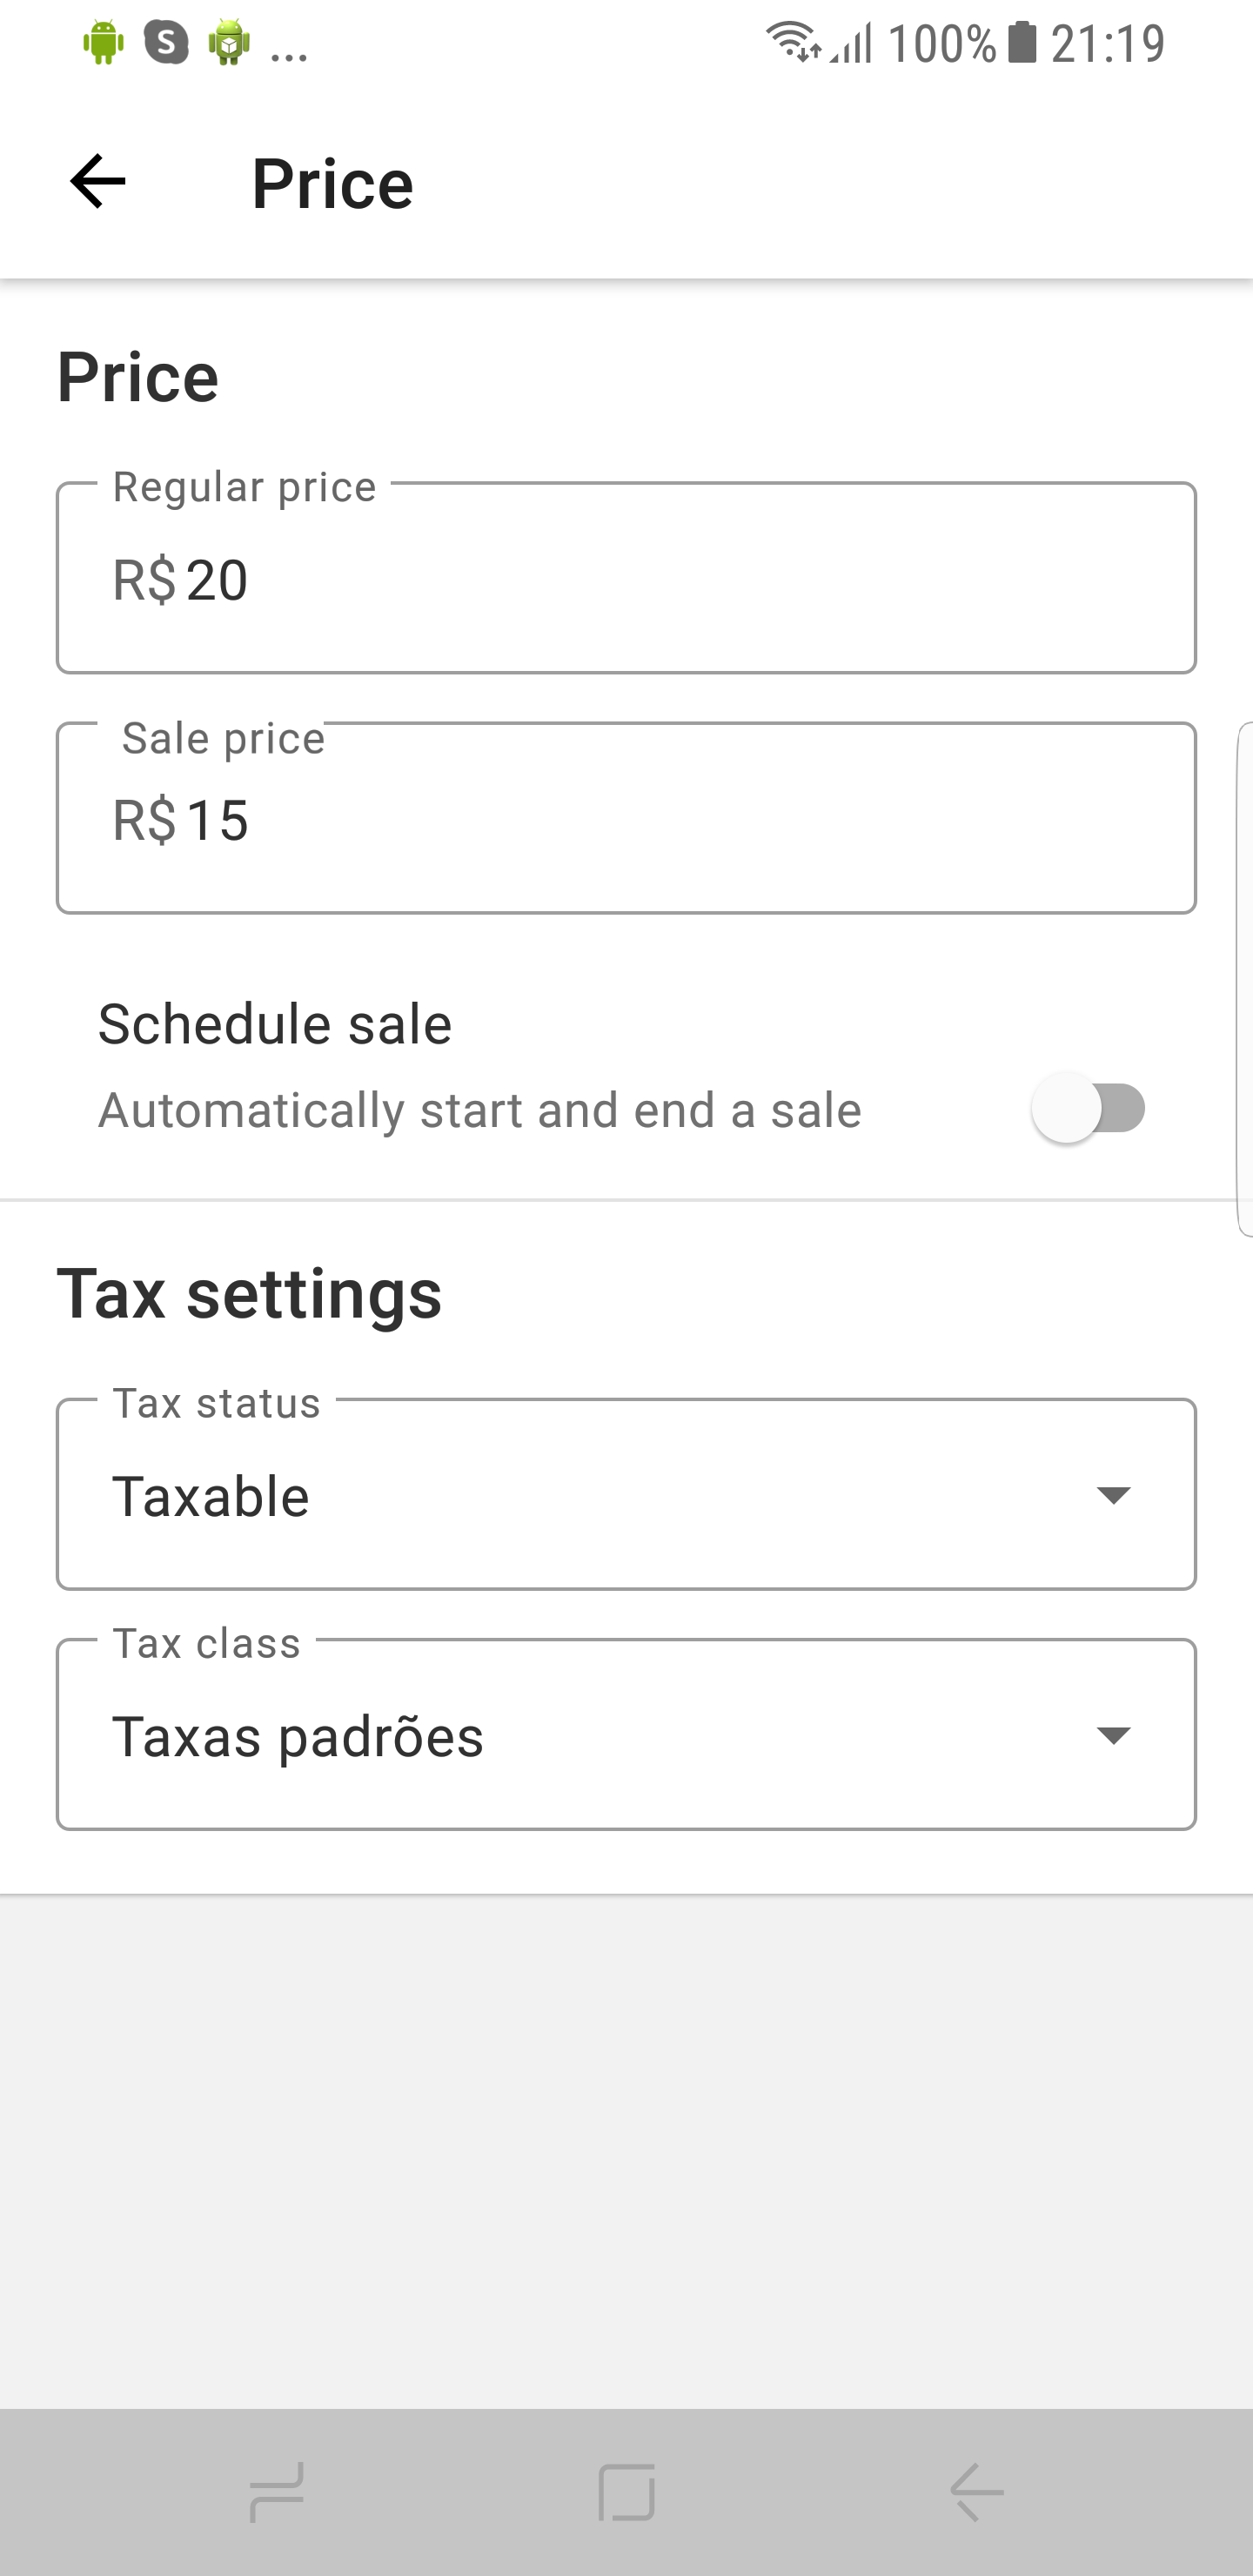 ... 100% 21:19
Price
Price
Regular price
R$ 20
Sale price
R$ 15
Schedule sale
Automatically start and end a sale
Tax settings
Tax status
Taxable
Tax class
Taxas padrões